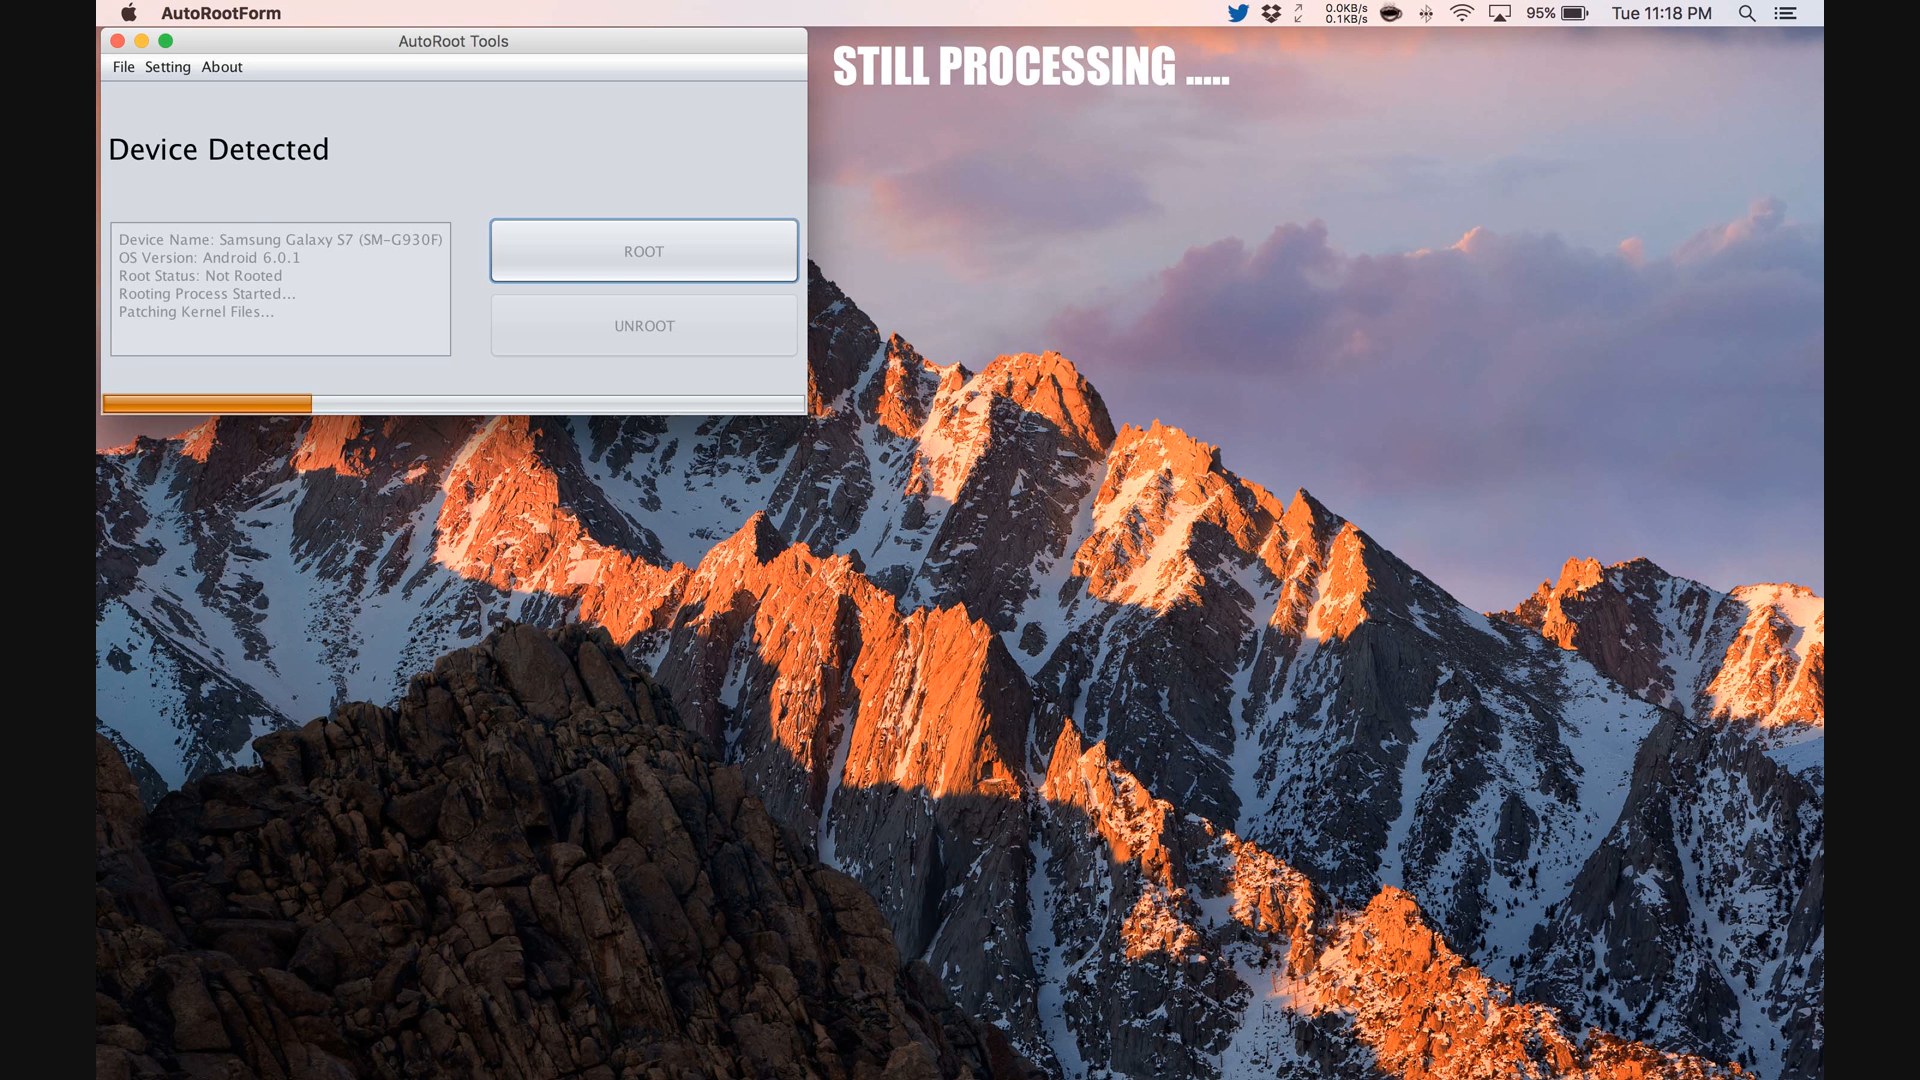 AutoRootForm
0.0KB/s
0.1KB/s
95%
Tue 11:18 PM
AutoRoot Tools
File Setting About
STILL PROCESSING .....
Device Detected
Device Name: Samsung Galaxy S7 (SM-G930F)
OS Version: Android 6.0.1
Root Status: Not Rooted
Rooting Process Started...
Patching Kernel Files...
ROOT
UNROOT